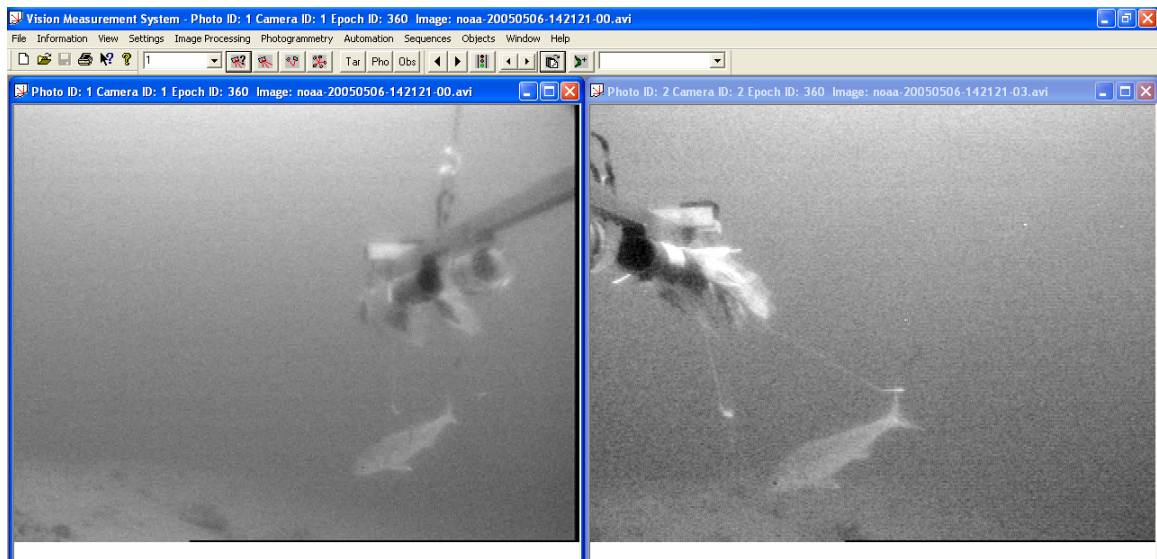 Vision Measurement System - Photo ID: 1 Camera ID: 1 Epoch ID: 360 Image: noaa-20050506-142121-00.avi
File Information View Settings Image Processing Photogrammetry Automation Sequences Objects Window Help
1 Tar Pho Obs
Photo ID: 1 Camera ID: 1 Epoch ID: 360 Image: noaa-20050506-142121-00.avi
Photo ID: 2 Camera ID: 2 Epoch ID: 360 Image: noaa-20050506-142121-03.avi